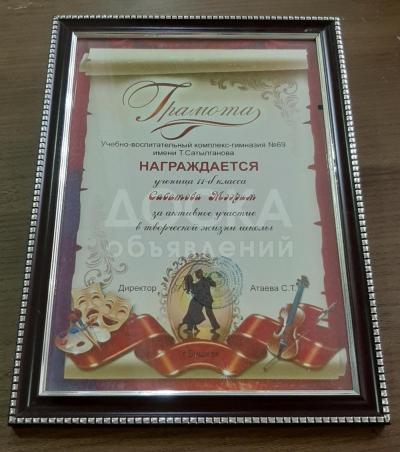 Грамота
Учебно-воспитательный комплекс-гимназия №69
имени Т.Сатылганова
НАГРАЖДАЕТСЯ
ученица 11-d класса
за активное участие
в творческой жизни школы
объявлений
Директор Атаева С.Т.
г.Бишкек